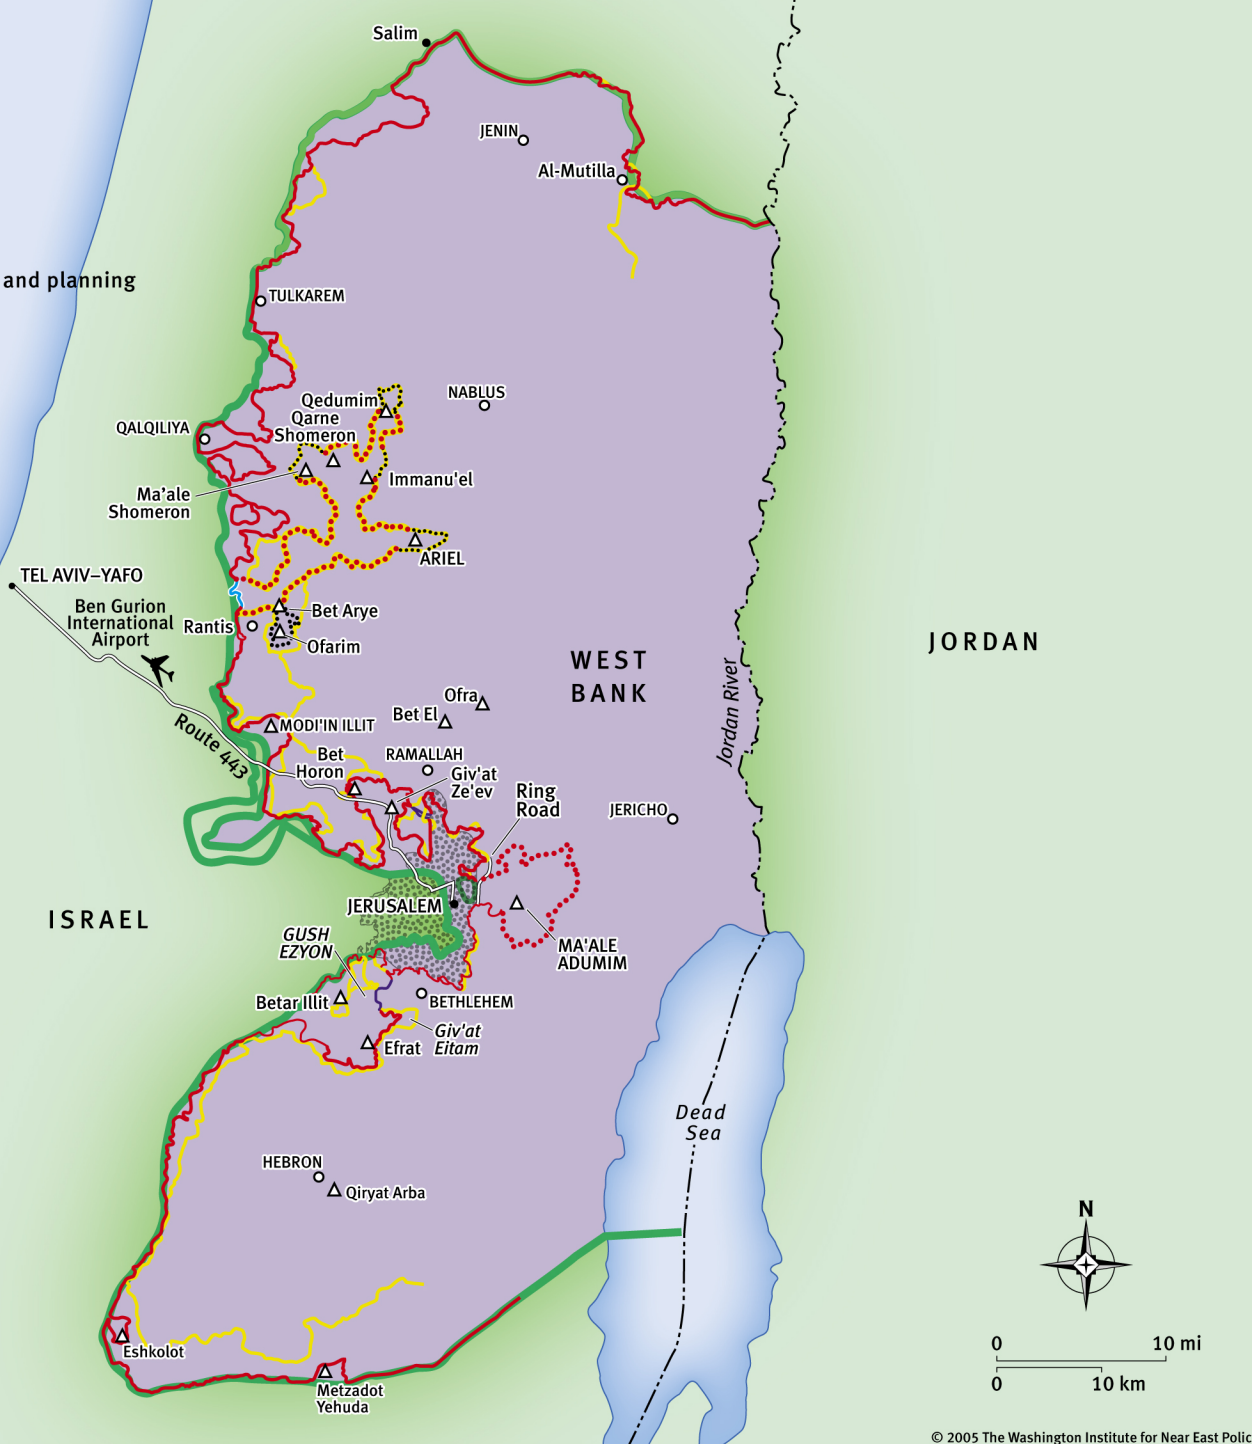 Salim
JENIN
Al-Mutilla
and planning
TULKAREM
Qedumim
NABLUS
Qarne
Shomeron
QALQILIYA
Immanu'el
Ma'ale
Shomeron
ARIEL
TEL AVIV–YAFO
Ben Gurion
International
Airport
Bet Arye
Rantis
Ofarim
JORDAN
WEST
BANK
Jordan River
Ofra
Bet El
MODI'IN ILLIT
Route 443
Bet
Horon
RAMALLAH
Giv'at
Ze'ev
Ring
Road
JERICHO
JERUSALEM
ISRAEL
GUSH
EZYON
MA'ALE
ADUMIM
Betar Illit
BETHLEHEM
Giv'at
Eitam
Efrat
Dead
Sea
HEBRON
Qiryat Arba
N
Eshkolot
Metzadot
Yehuda
0 10 mi
0 10 km
© 2005 The Washington Institute for Near East Polic